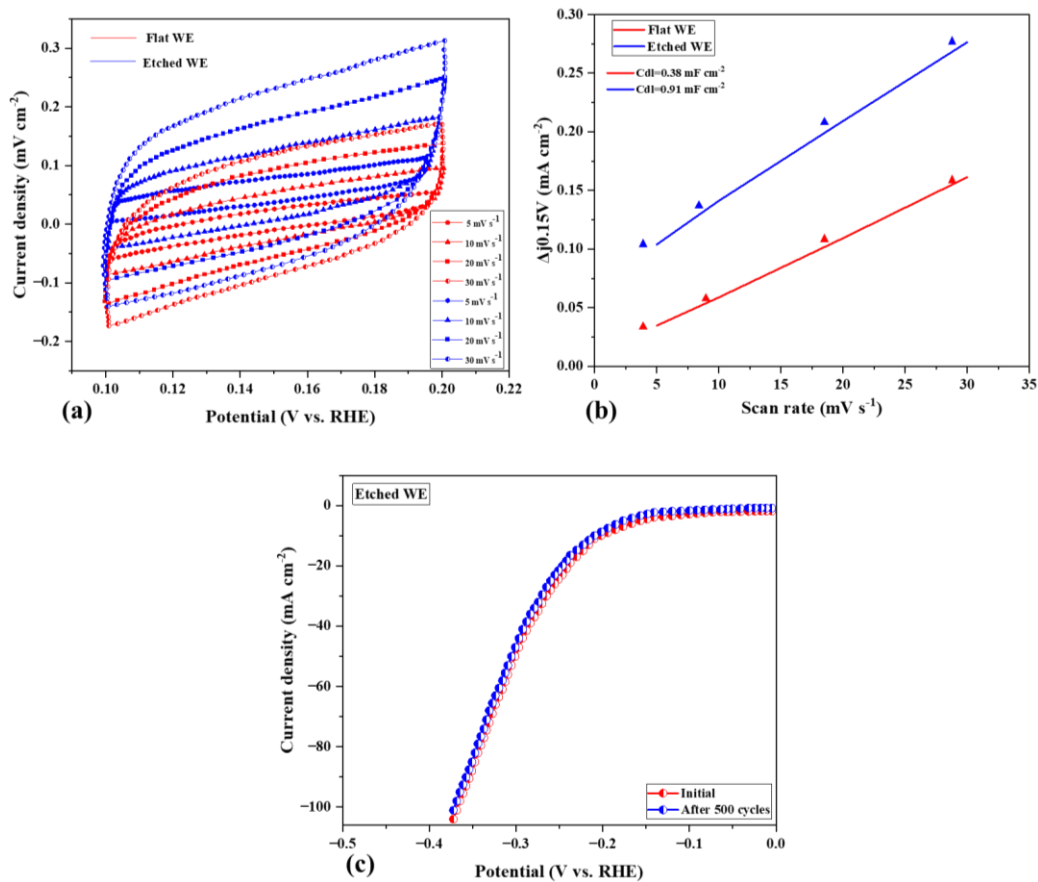 Flat WE
Etched WE
Current density (mV cm⁻²)
0.3
0.2
0.1
0.0
−0.1
−0.2
5 mV s⁻¹
10 mV s⁻¹
20 mV s⁻¹
30 mV s⁻¹
5 mV s⁻¹
10 mV s⁻¹
20 mV s⁻¹
30 mV s⁻¹
0.10 0.12 0.14 0.16 0.18 0.20 0.22
Potential (V vs. RHE)
(a)
Flat WE
Etched WE
Cdl=0.38 mF cm⁻²
Cdl=0.91 mF cm⁻²
Δj0.15V (mA cm⁻²)
0.30
0.25
0.20
0.15
0.10
0.05
0.00
0 5 10 15 20 25 30 35
Scan rate (mV s⁻¹)
(b)
Etched WE
Current density (mA cm⁻²)
0
−20
−40
−60
−80
−100
Initial
After 500 cycles
−0.5 −0.4 −0.3 −0.2 −0.1 0.0
Potential (V vs. RHE)
(c)